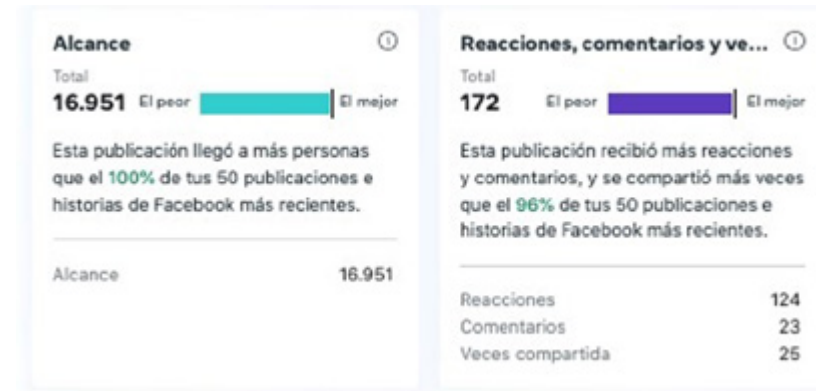 Alcance
Total
16.951 El peor El mejor
Esta publicación llegó a más personas
que el 100% de tus 50 publicaciones e
historias de Facebook más recientes.
Alcance 16.951
Reacciones, comentarios y ve...
Total
172 El peor El mejor
Esta publicación recibió más reacciones
y comentarios, y se compartió más veces
que el 96% de tus 50 publicaciones e
historias de Facebook más recientes.
Reacciones 124
Comentarios 23
Veces compartida 25